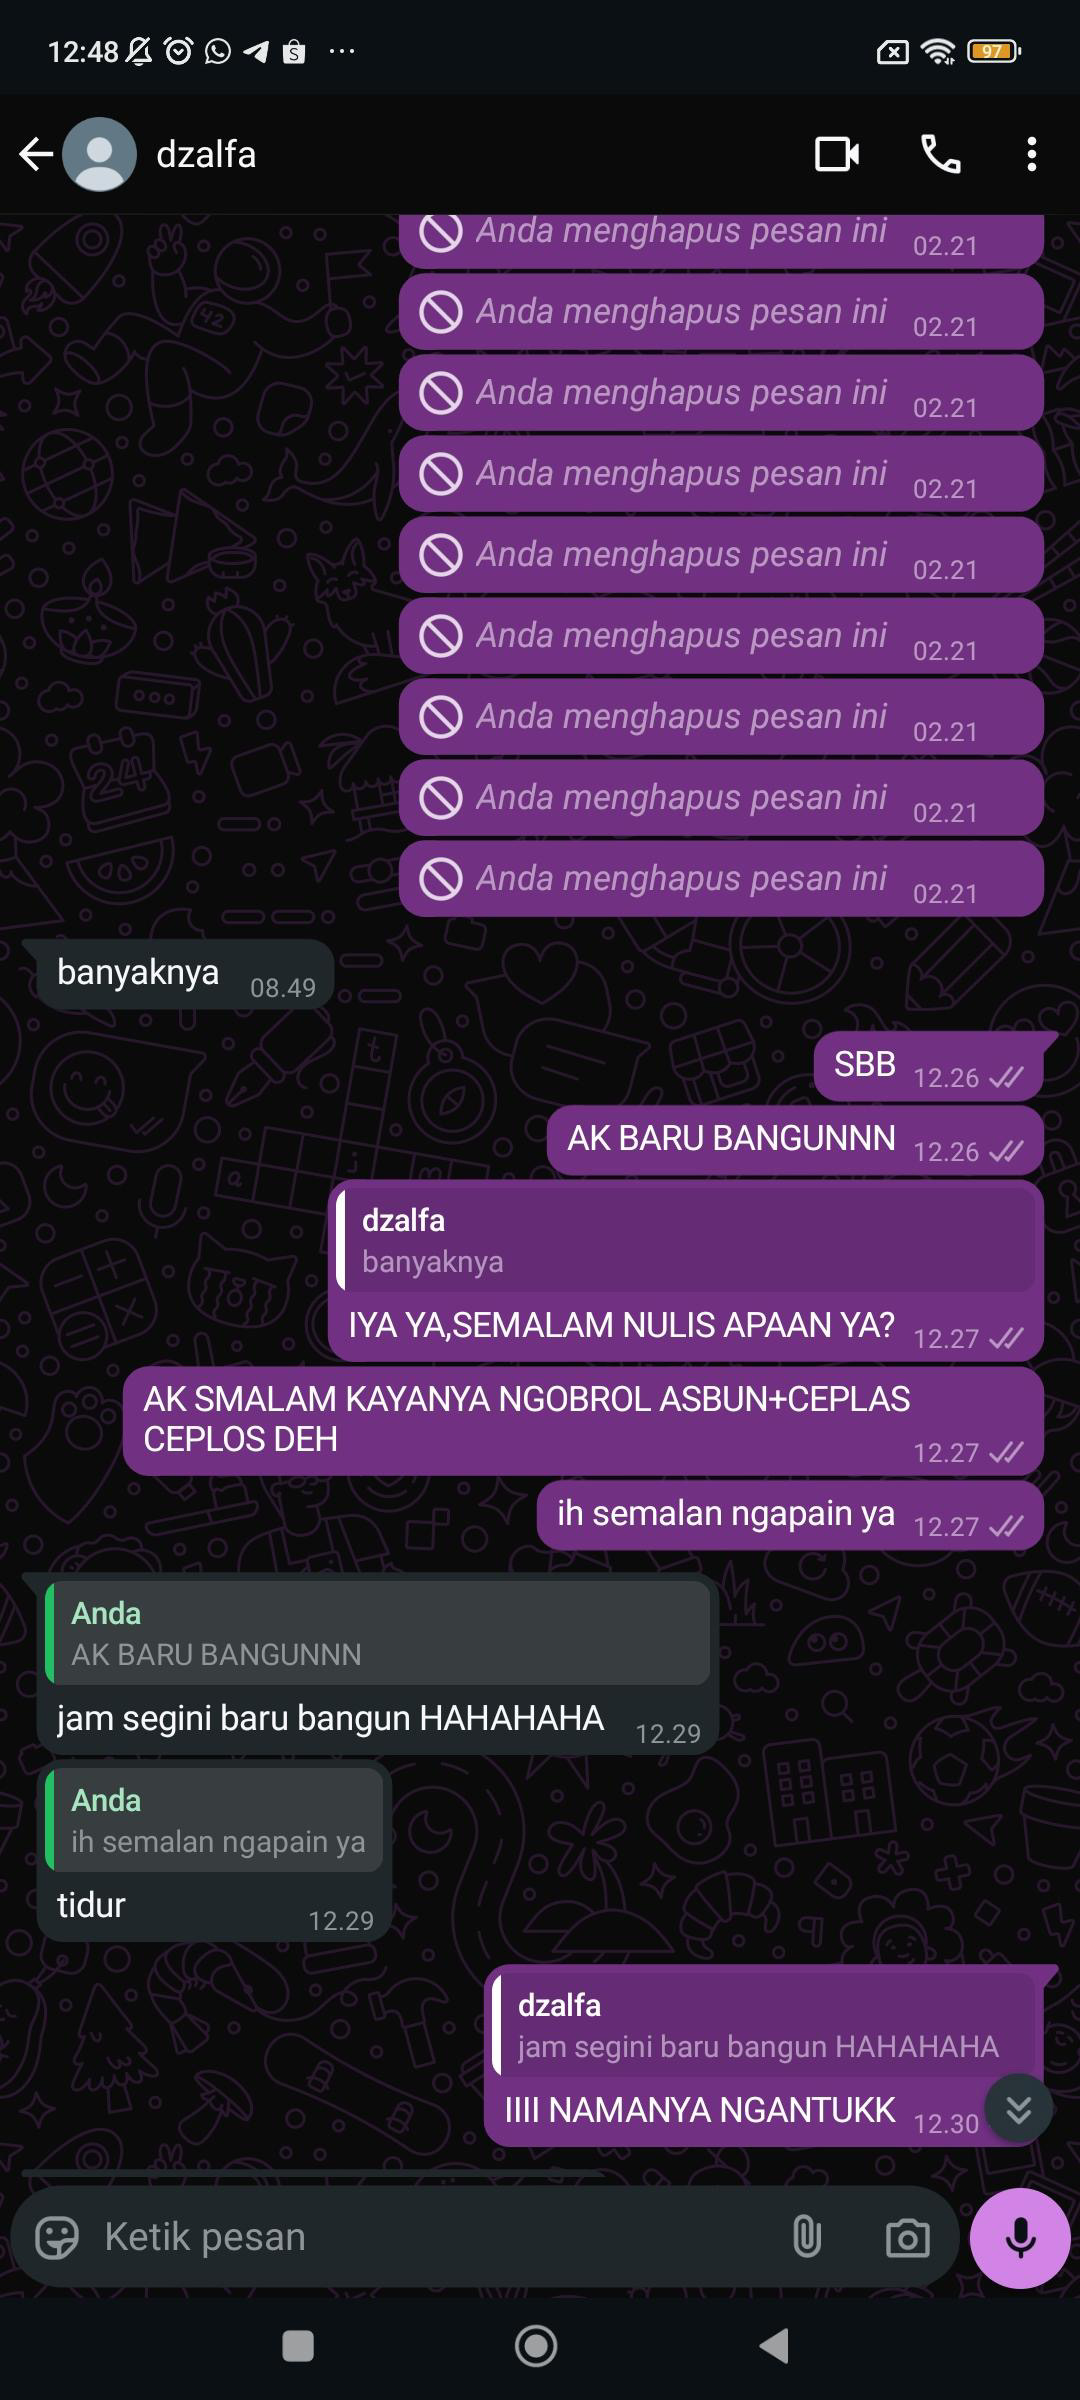 12:48
97
dzalfa
Anda menghapus pesan ini 02.21
Anda menghapus pesan ini 02.21
Anda menghapus pesan ini 02.21
Anda menghapus pesan ini 02.21
Anda menghapus pesan ini 02.21
Anda menghapus pesan ini 02.21
Anda menghapus pesan ini 02.21
Anda menghapus pesan ini 02.21
Anda menghapus pesan ini 02.21
banyaknya 08.49
SBB 12.26
AK BARU BANGUNNN 12.26
dzalfa
banyaknya
IYA YA,SEMALAM NULIS APAAN YA? 12.27
AK SMALAM KAYANYA NGOBROL ASBUN+CEPLAS
CEPLOS DEH 12.27
ih semalan ngapain ya 12.27
Anda
AK BARU BANGUNNN
jam segini baru bangun HAHAHAHA 12.29
Anda
ih semalan ngapain ya
tidur 12.29
dzalfa
jam segini baru bangun HAHAHAHA
IIII NAMANYA NGANTUKK 12.30
Ketik pesan